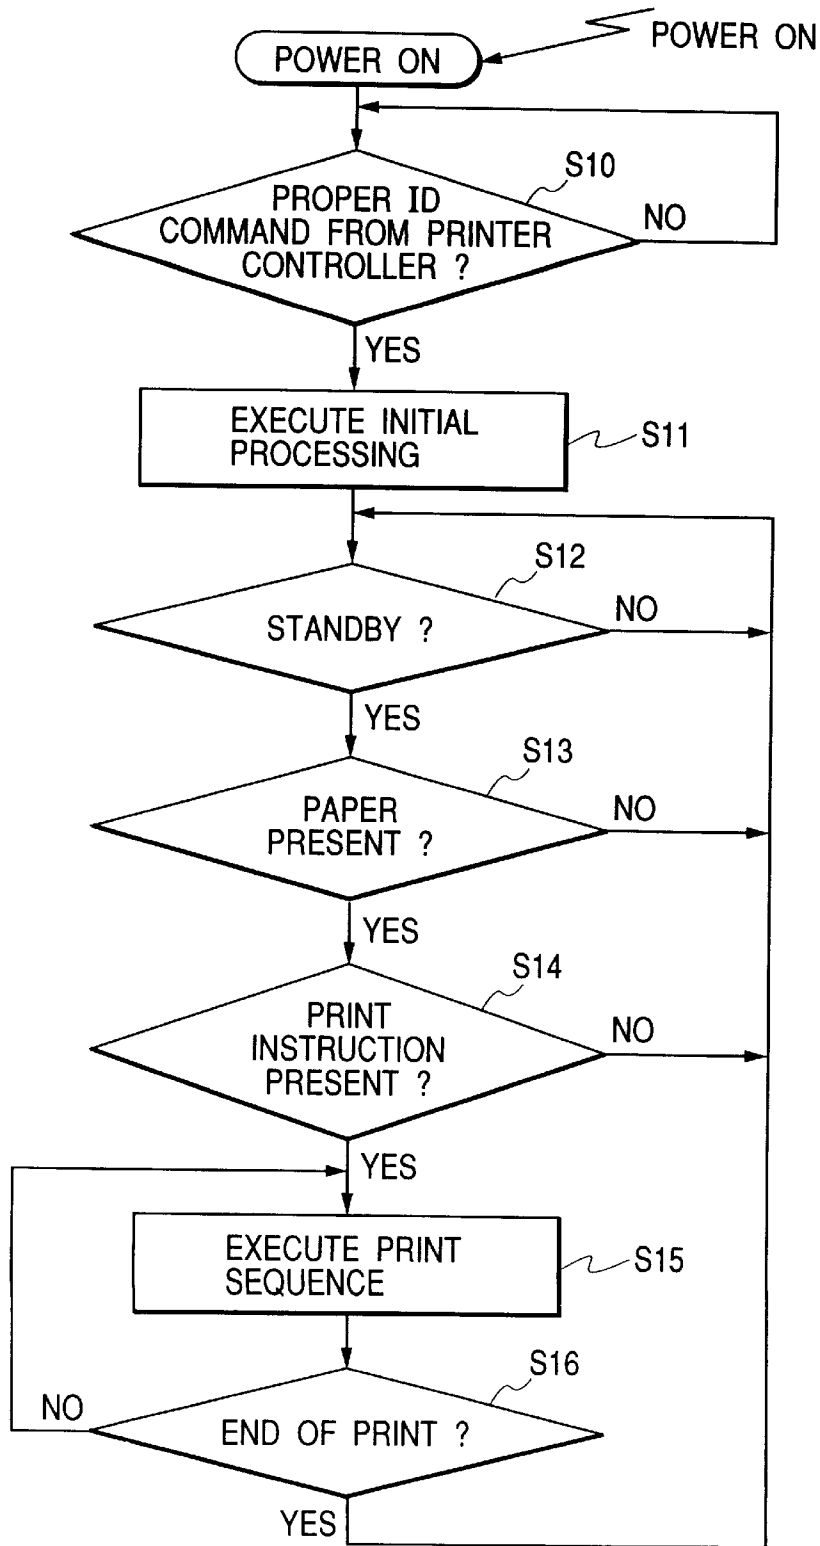 POWER ON
POWER ON
S10
PROPER ID
COMMAND FROM PRINTER
CONTROLLER ?
NO
YES
EXECUTE INITIAL
PROCESSING
S11
S12
STANDBY ?
NO
YES
S13
PAPER
PRESENT ?
NO
YES
S14
PRINT
INSTRUCTION
PRESENT ?
NO
YES
EXECUTE PRINT
SEQUENCE
S15
S16
NO
END OF PRINT ?
YES